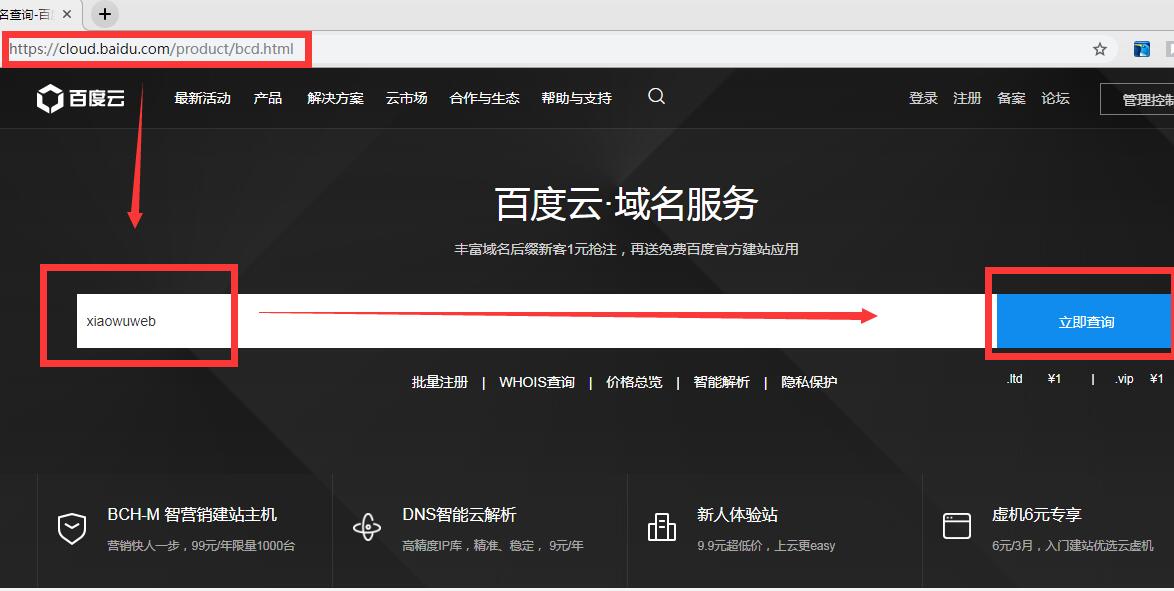 名查询-百
https://cloud.baidu.com/product/bcd.html
百度云 最新活动 产品 解决方案 云市场 合作与生态 帮助与支持 登录 注册 备案 论坛 管理控制
百度云·域名服务
丰富域名后缀新客1元抢注，再送免费百度官方建站应用
xiaowuweb 立即查询
批量注册 | WHOIS查询 | 价格总览 | 智能解析 | 隐私保护 .ltd ¥1 | .vip ¥1
BCH-M 智营销建站主机 DNS智能云解析 新人体验站 虚机6元专享
营销快人一步，99元/年限量1000台 高精度IP库，精准、稳定， 9元/年 9.9元超低价，上云更easy 6元/3月，入门建站优选云虚机